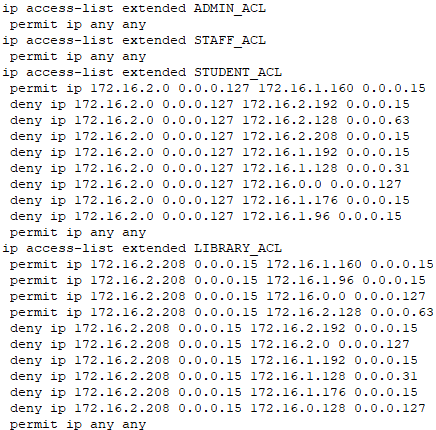 ip access-list extended ADMIN_ACL
permit ip any any
ip access-list extended STAFF_ACL
permit ip any any
ip access-list extended STUDENT_ACL
permit ip 172.16.2.0 0.0.0.127 172.16.1.160 0.0.0.15
deny ip 172.16.2.0 0.0.0.127 172.16.2.192 0.0.0.15
deny ip 172.16.2.0 0.0.0.127 172.16.2.128 0.0.0.63
deny ip 172.16.2.0 0.0.0.127 172.16.2.208 0.0.0.15
deny ip 172.16.2.0 0.0.0.127 172.16.1.192 0.0.0.15
deny ip 172.16.2.0 0.0.0.127 172.16.1.128 0.0.0.31
deny ip 172.16.2.0 0.0.0.127 172.16.0.0 0.0.0.127
deny ip 172.16.2.0 0.0.0.127 172.16.1.176 0.0.0.15
deny ip 172.16.2.0 0.0.0.127 172.16.1.96 0.0.0.15
permit ip any any
ip access-list extended LIBRARY_ACL
permit ip 172.16.2.208 0.0.0.15 172.16.1.160 0.0.0.15
permit ip 172.16.2.208 0.0.0.15 172.16.1.96 0.0.0.15
permit ip 172.16.2.208 0.0.0.15 172.16.0.0 0.0.0.127
permit ip 172.16.2.208 0.0.0.15 172.16.2.128 0.0.0.63
deny ip 172.16.2.208 0.0.0.15 172.16.2.192 0.0.0.15
deny ip 172.16.2.208 0.0.0.15 172.16.2.0 0.0.0.127
deny ip 172.16.2.208 0.0.0.15 172.16.1.192 0.0.0.15
deny ip 172.16.2.208 0.0.0.15 172.16.1.128 0.0.0.31
deny ip 172.16.2.208 0.0.0.15 172.16.1.176 0.0.0.15
deny ip 172.16.2.208 0.0.0.15 172.16.0.128 0.0.0.127
permit ip any any